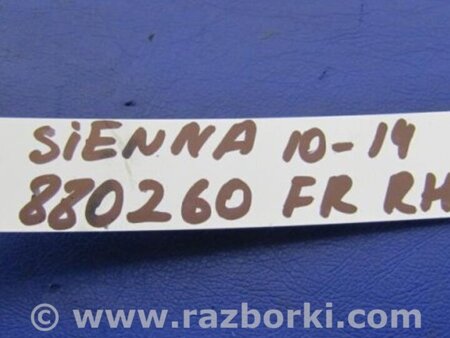 SiENNA 10-14
880260 FR RH
© www.razborki.com